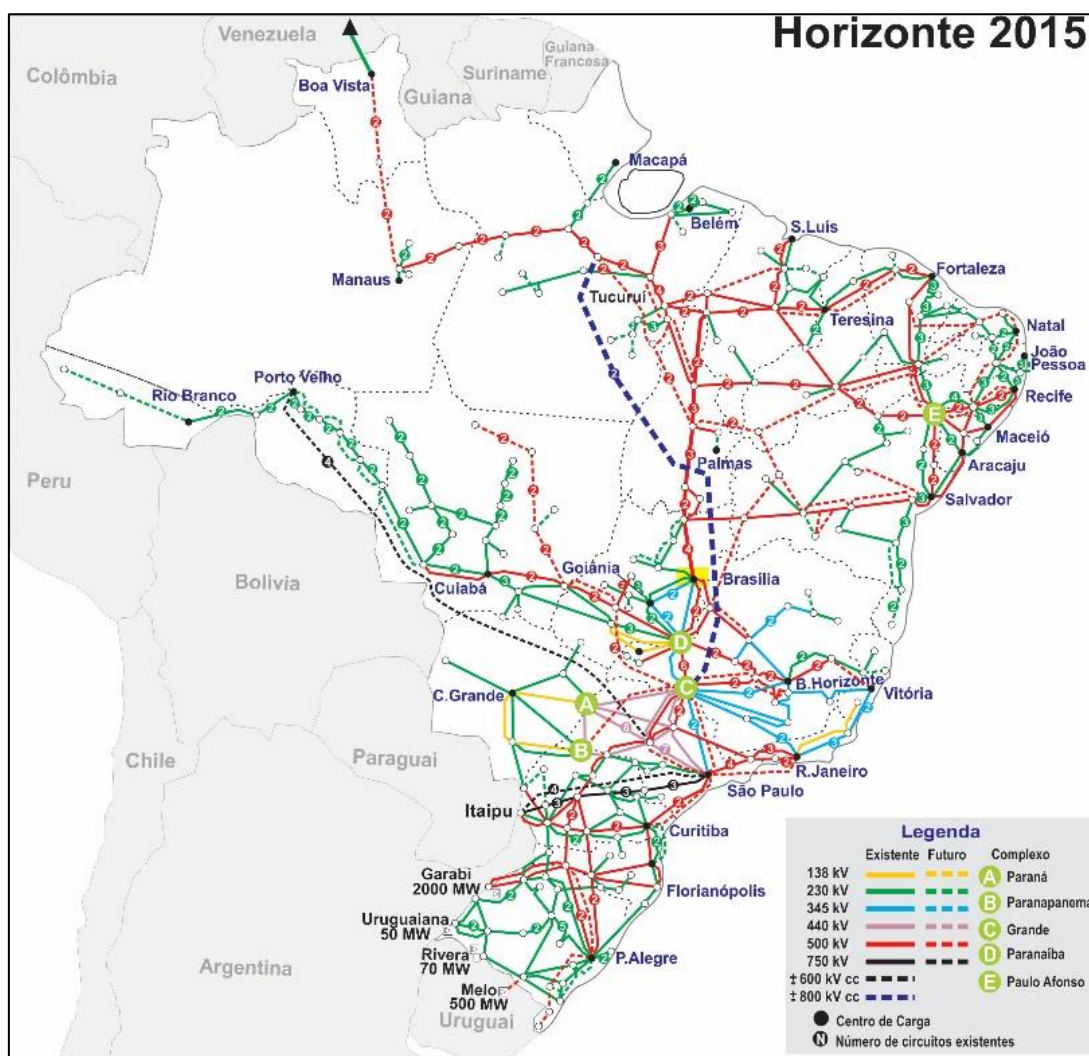 Horizonte 2015
Venezuela
Colômbia
Guiana
Francesa
Suriname
Boa Vista
Guiana
Macapá
Belém
S.Luís
Manaus
Fortaleza
Tucuruí
Teresina
Natal
João
Pessoa
Porto Velho
Rio Branco
Recife
Maceió
Palmas
Aracaju
Peru
Salvador
Bolivia
Goiânia
Brasília
Cuiabá
B.Horizonte
Vitória
C.Grande
A
B
C
D
E
Chile
Paraguai
R.Janeiro
São Paulo
Itaipu
Curitiba
Garabi
2000 MW
Florianópolis
Uruguaiana
50 MW
Rivera
70 MW
P.Alegre
Argentina
Melo
500 MW
Uruguai
Legenda
Existente Futuro Complexo
138 kV A Paraná
230 kV
345 kV B Paranapanema
440 kV C Grande
500 kV D Paranaíba
750 kV E Paulo Afonso
± 600 kV cc
± 800 kV cc
Centro de Carga
N Número de circuitos existentes